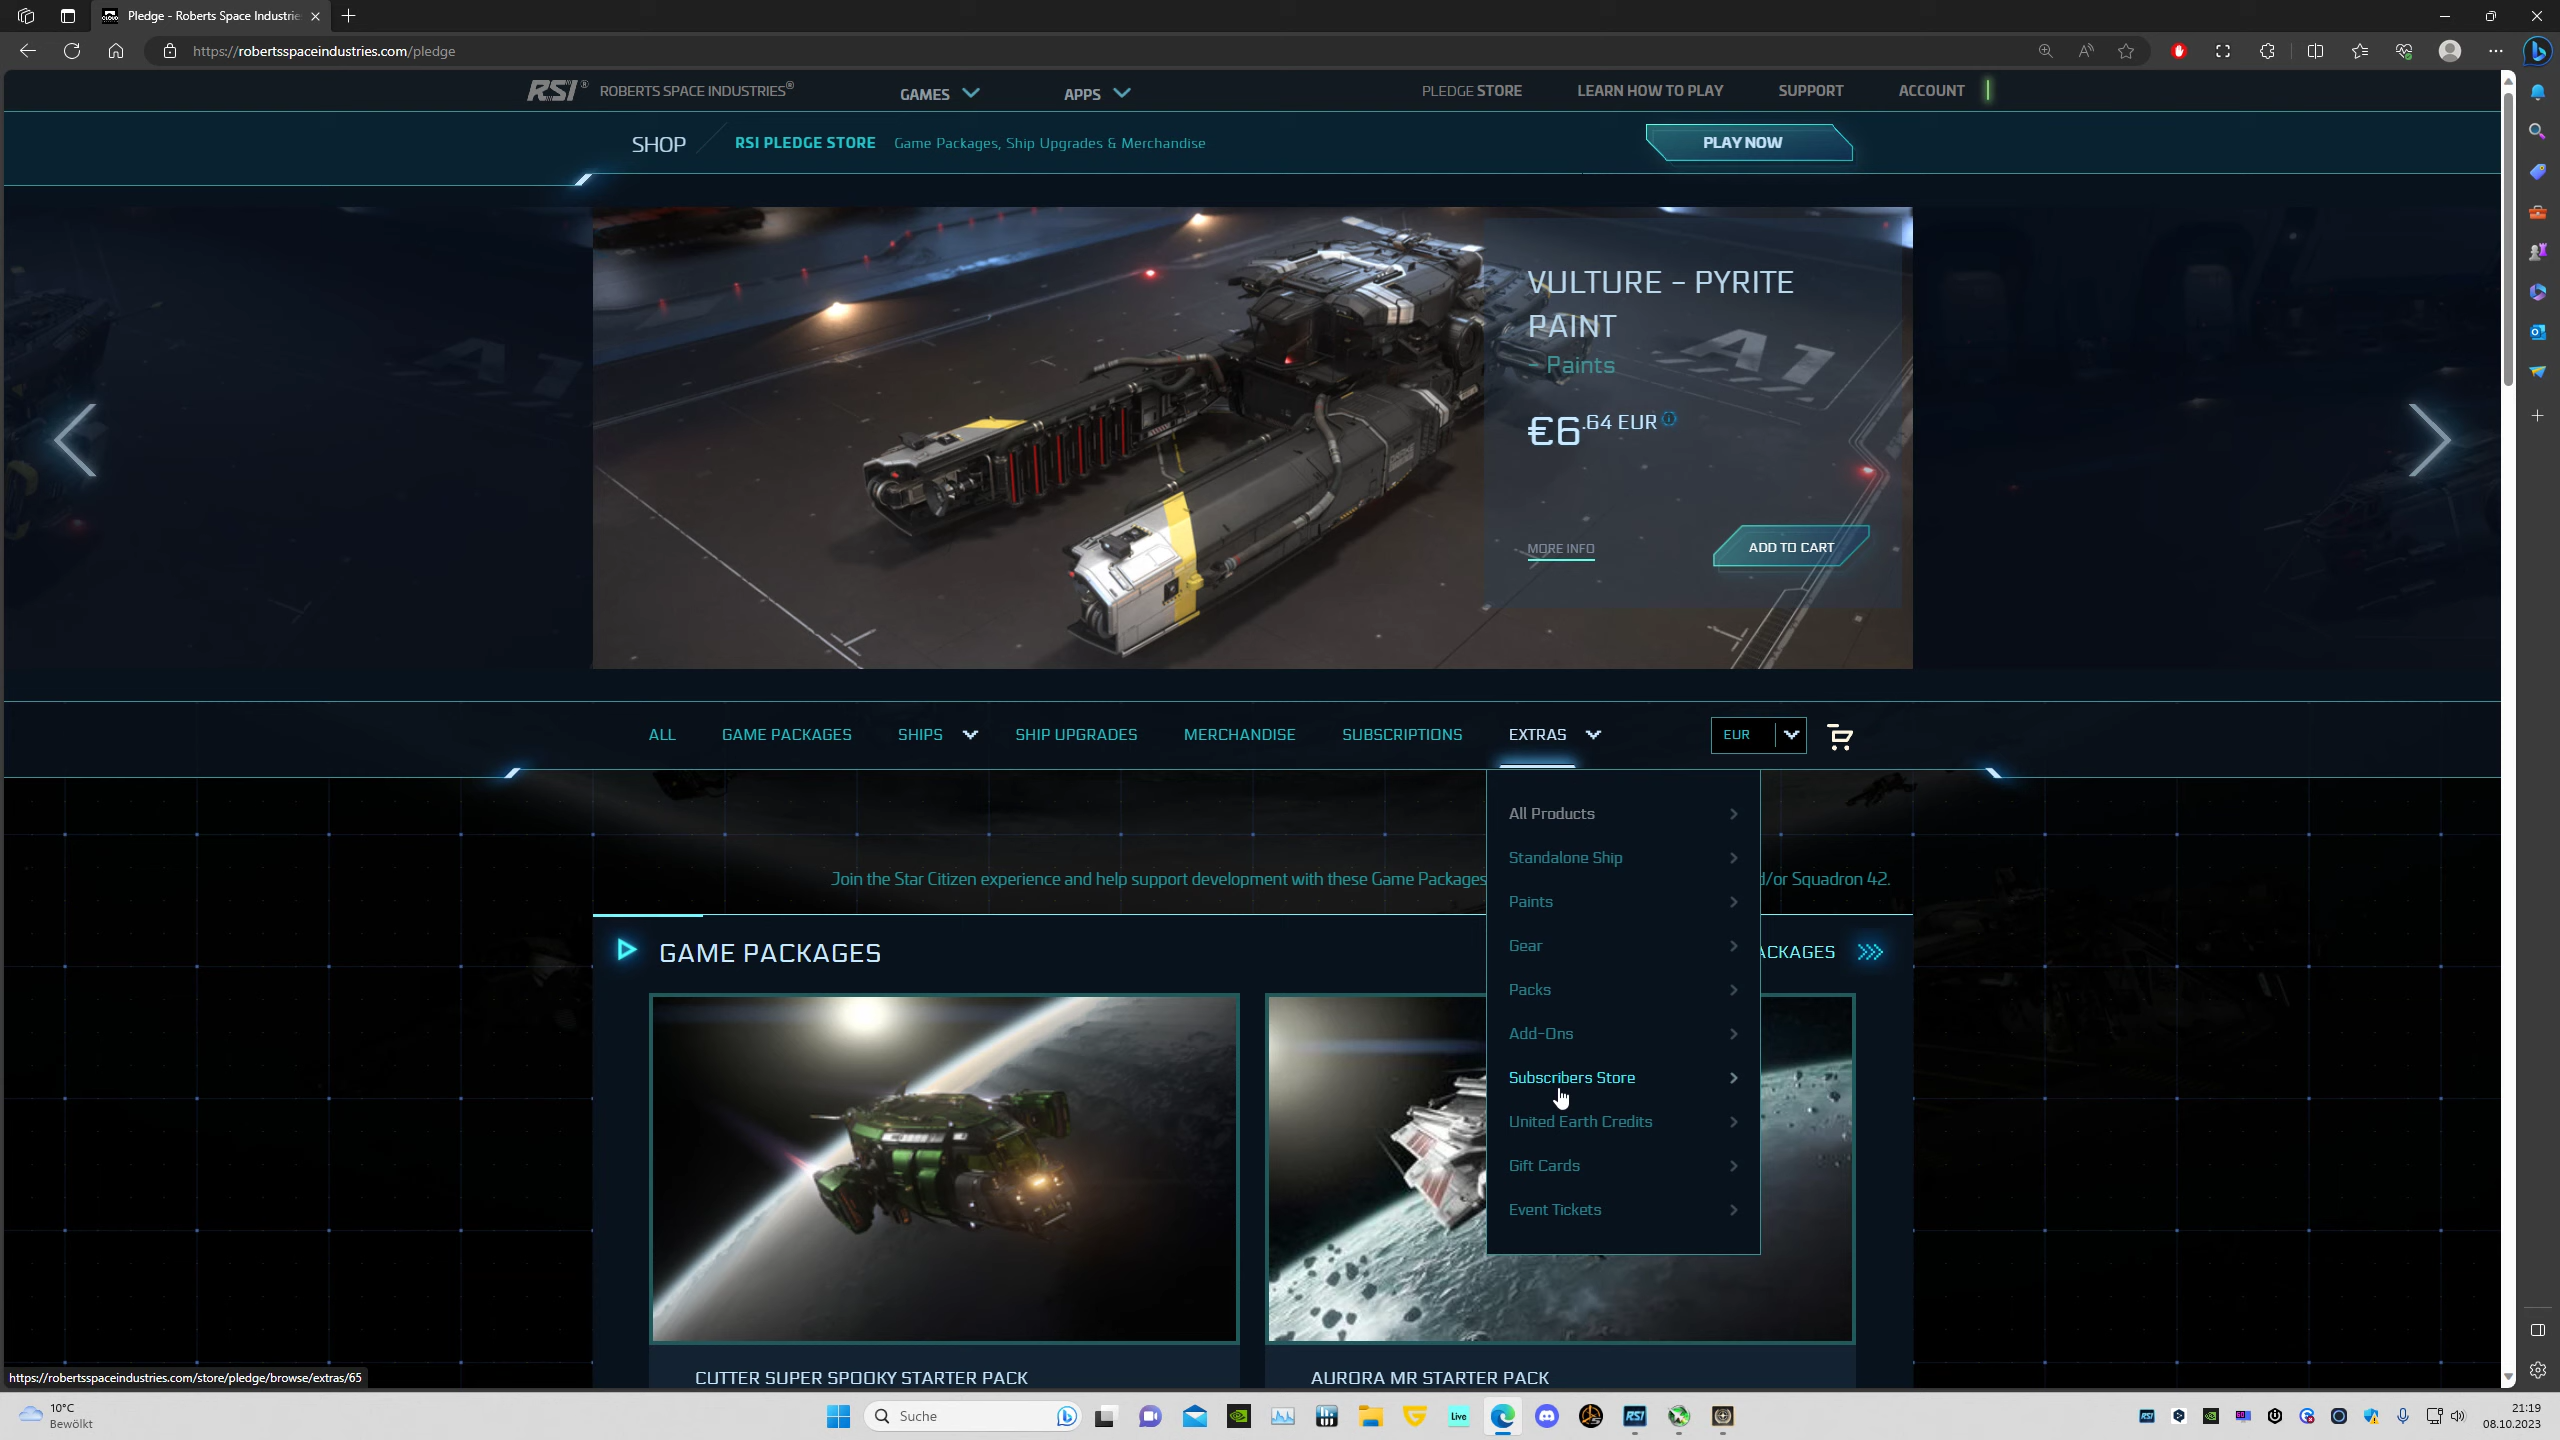 Pledge - Roberts Space Industrie
https://robertsspaceindustries.com/pledge
RSI® ROBERTS SPACE INDUSTRIES®
GAMES
APPS
PLEDGE STORE
LEARN HOW TO PLAY
SUPPORT
ACCOUNT
SHOP
RSI PLEDGE STORE
Game Packages, Ship Upgrades & Merchandise
PLAY NOW
VULTURE - PYRITE
PAINT
- Paints
€6.64 EUR
MORE INFO
ADD TO CART
A1
A1
ALL
GAME PACKAGES
SHIPS
SHIP UPGRADES
MERCHANDISE
SUBSCRIPTIONS
EXTRAS
EUR
All Products
Standalone Ship
Paints
Gear
Packs
Add-Ons
Subscribers Store
United Earth Credits
Gift Cards
Event Tickets
Join the Star Citizen experience and help support development with these Game Packages d/or Squadron 42.
GAME PACKAGES
ACKAGES
CUTTER SUPER SPOOKY STARTER PACK
AURORA MR STARTER PACK
https://robertsspaceindustries.com/store/pledge/browse/extras/65
10°C
Bewölkt
Suche
Live
RSI
RSI
21:19
08.10.2023